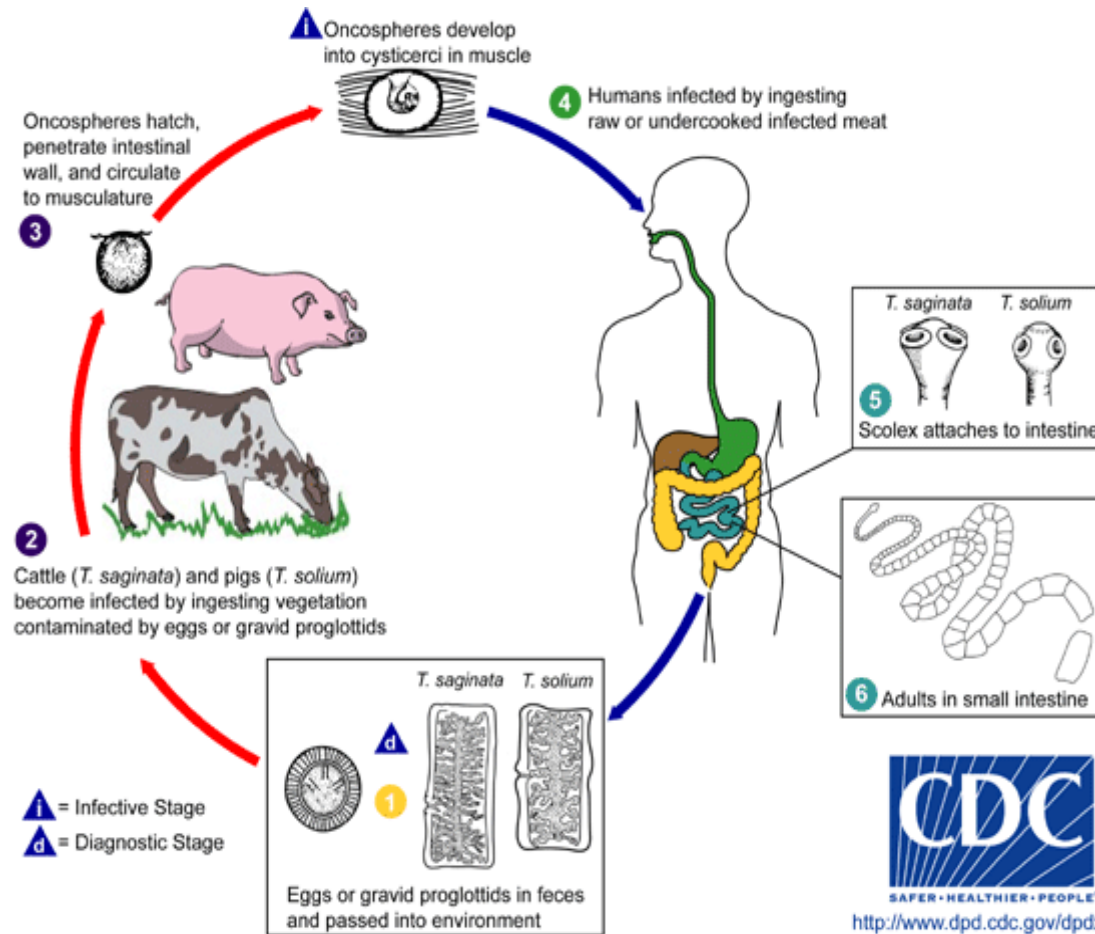 i
Oncospheres develop
into cysticerci in muscle
4
Humans infected by ingesting
raw or undercooked infected meat
Oncospheres hatch,
penetrate intestinal
wall, and circulate
to musculature
3
T. saginata T. solium
5
Scolex attaches to intestine
2
Cattle (T. saginata) and pigs (T. solium)
become infected by ingesting vegetation
contaminated by eggs or gravid proglottids
6 Adults in small intestine
T. saginata T. solium
d
1
Eggs or gravid proglottids in feces
and passed into environment
i = Infective Stage
d = Diagnostic Stage
CDC
SAFER • HEALTHIER • PEOPLE
http://www.dpd.cdc.gov/dpd